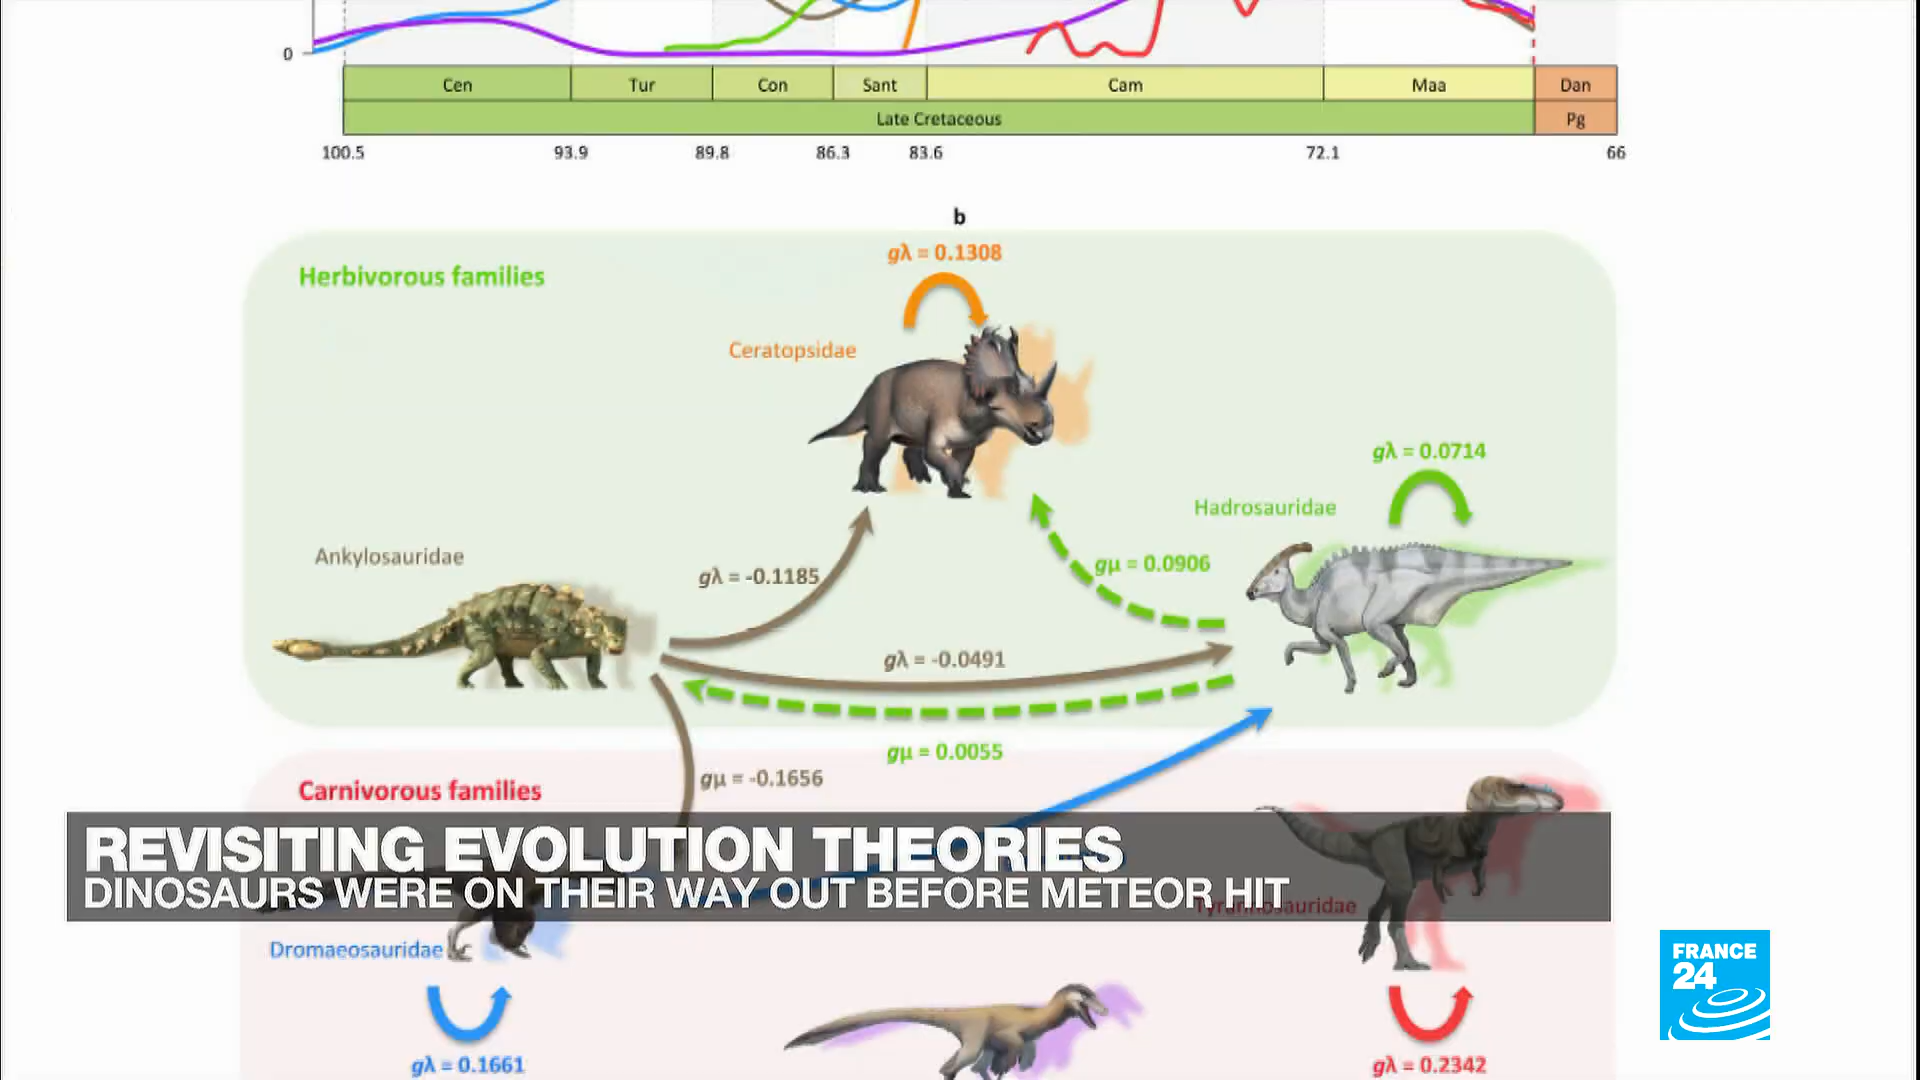 0
Cen Tur Con Sant Cam Maa Dan
Late Cretaceous Pg
100.5 93.9 89.8 86.3 83.6 72.1 66
b
gλ = 0.1308
Herbivorous families
Ceratopsidae
gλ = 0.0714
Hadrosauridae
Ankylosauridae
gμ = 0.0906
gλ = -0.1185
gλ = -0.0491
gμ = 0.0055
gμ = -0.1656
Carnivorous families
REVISITING EVOLUTION THEORIES
DINOSAURS WERE ON THEIR WAY OUT BEFORE METEOR HIT
Tyrannosauridae
Dromaeosauridae
FRANCE
24
gλ = 0.1661
gλ = 0.2342